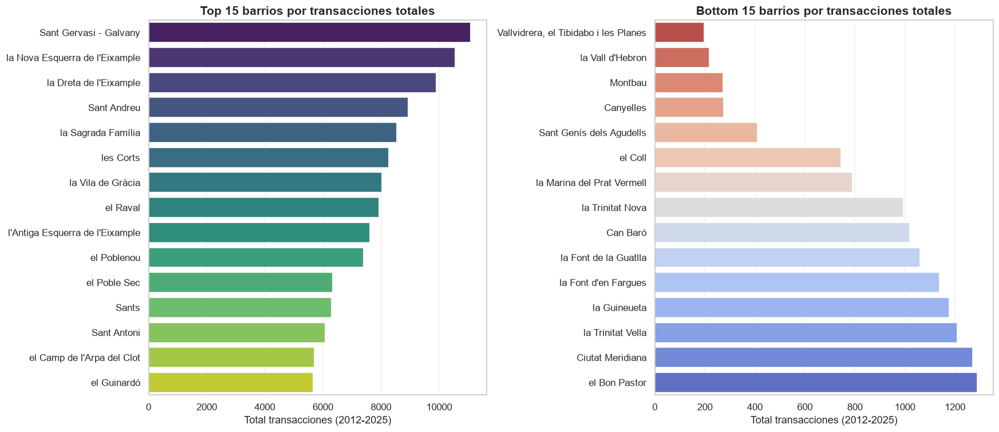 Top 15 barrios por transacciones totales
Sant Gervasi - Galvany
la Nova Esquerra de l'Eixample
la Dreta de l'Eixample
Sant Andreu
la Sagrada Família
les Corts
la Vila de Gràcia
el Raval
l'Antiga Esquerra de l'Eixample
el Poblenou
el Poble Sec
Sants
Sant Antoni
el Camp de l'Arpa del Clot
el Guinardó
0 2000 4000 6000 8000 10000
Total transacciones (2012-2025)
Bottom 15 barrios por transacciones totales
Vallvidrera, el Tibidabo i les Planes
la Vall d'Hebron
Montbau
Canyelles
Sant Genís dels Agudells
el Coll
la Marina del Prat Vermell
la Trinitat Nova
Can Baró
la Font de la Guatlla
la Font d'en Fargues
la Guineueta
la Trinitat Vella
Ciutat Meridiana
el Bon Pastor
0 200 400 600 800 1000 1200
Total transacciones (2012-2025)